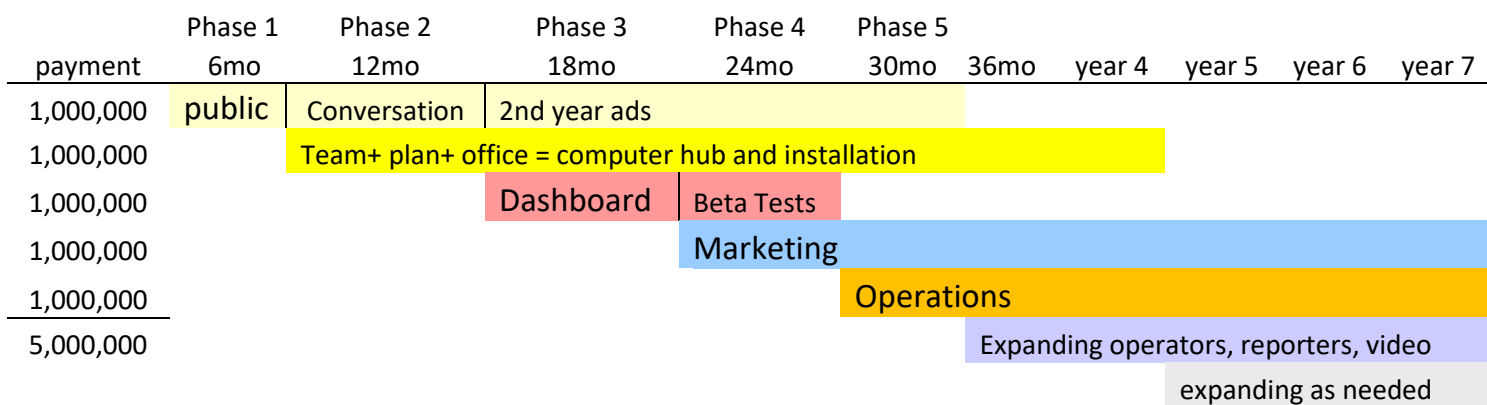 Phase 1 Phase 2 Phase 3 Phase 4 Phase 5
payment 6mo 12mo 18mo 24mo 30mo 36mo year 4 year 5 year 6 year 7
1,000,000 public Conversation 2nd year ads
1,000,000 Team+ plan+ office = computer hub and installation
1,000,000 Dashboard Beta Tests
1,000,000 Marketing
1,000,000 Operations
5,000,000 Expanding operators, reporters, video
expanding as needed